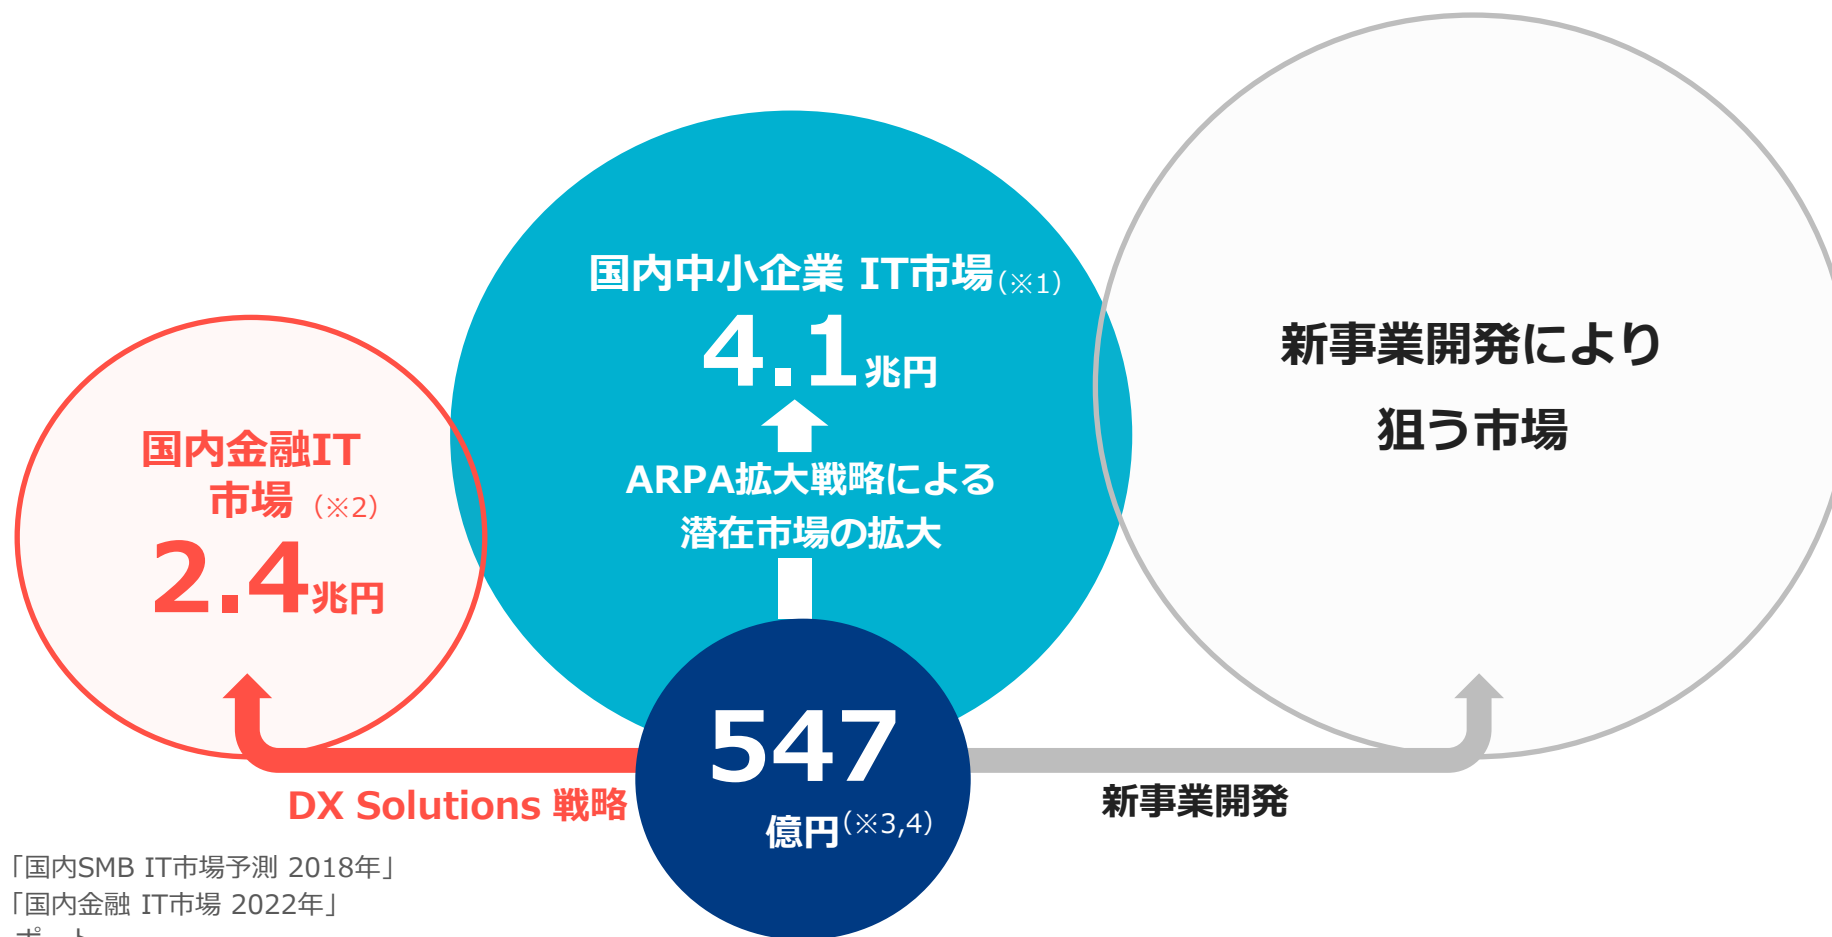 国内中小企業 IT市場(※1)
4.1兆円
ARPA拡大戦略による
潜在市場の拡大
国内金融IT
市場(※2)
2.4兆円
新事業開発により
狙う市場
547
億円(※3,4)
DX Solutions 戦略
新事業開発
「国内SMB IT市場予測 2018年」
「国内金融 IT市場 2022年」